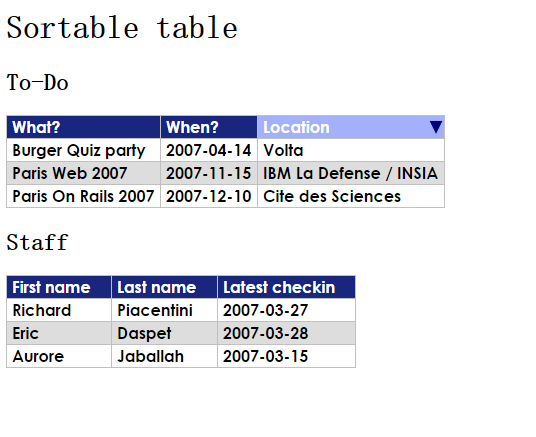 Sortable table
To-Do
What? When? Location ▼
Burger Quiz party 2007-04-14 Volta
Paris Web 2007 2007-11-15 IBM La Defense / INSIA
Paris On Rails 2007 2007-12-10 Cite des Sciences
Staff
First name Last name Latest checkin
Richard Piacentini 2007-03-27
Eric Daspet 2007-03-28
Aurore Jaballah 2007-03-15